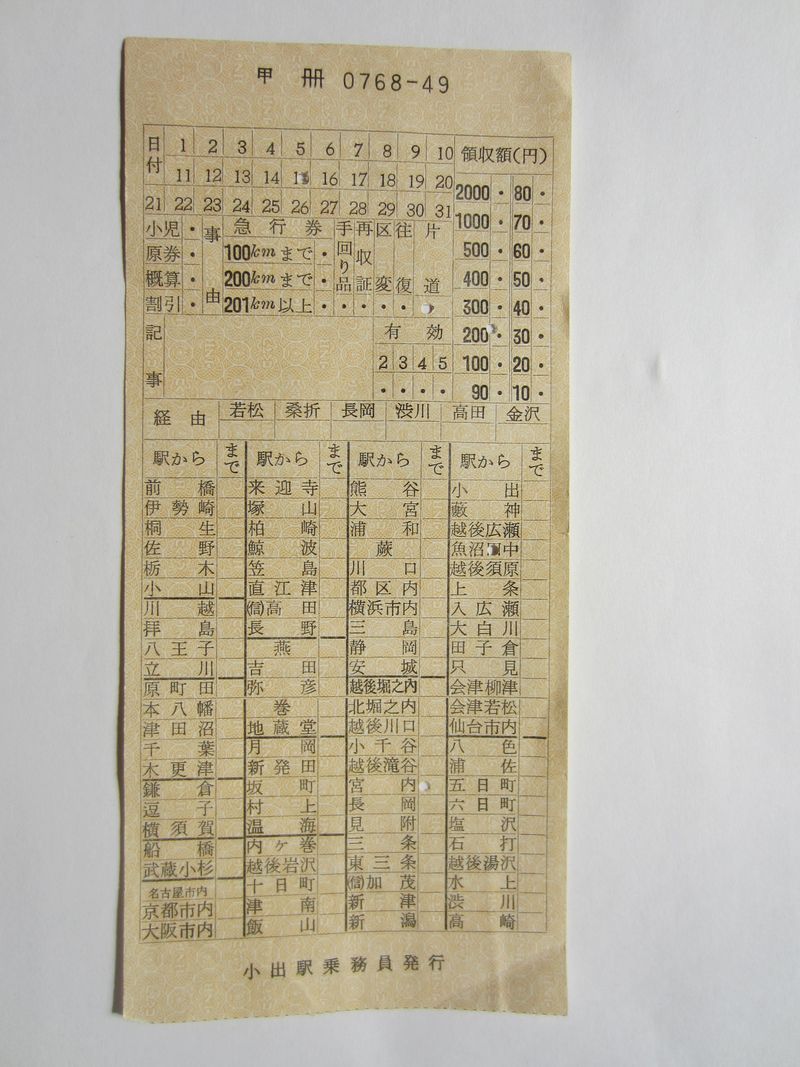 甲 冊 0768-49
日付 1 2 3 4 5 6 7 8 9 10 領収額(円)
11 12 13 14 16 17 18 19 20
21 22 23 24 25 26 27 28 29 30 31
2000・80・
1000・70・
500・60・
400・50・
300・40・
200・30・
100・20・
90・10・
小児・ 事由 急行券 手回り品 再収証 区変 往復 片道
原券・ 100kmまで・
概算・ 200kmまで・
割引・ 201km以上・ ・ ・ ・ ・
記事 有効
2 3 4 5
・ ・ ・ ・
経由 若松 桑折 長岡 渋川 高田 金沢
駅から まで 駅から まで 駅から まで 駅から まで
前橋 来迎寺 熊谷 小出
伊勢崎 塚山 大宮 藪神
桐生 柏崎 浦和 越後広瀬
佐野 鯨波 蕨 魚沼中
栃木 笠島 川口 越後須原
小山 直江津 都区内 上条
川越 (信)高田 横浜市内 入広瀬
拝島 長野 三島 大白川
八王子 燕 静岡 田子倉
立川 吉田 安城 只見
原町田 弥彦 越後堀之内 会津柳津
本八幡 巻 北堀之内 会津若松
津田沼 地蔵堂 越後川口 仙台市内
千葉 月岡 小千谷 八色
木更津 新発田 越後滝谷 浦佐
鎌倉 坂町 宮内 五日町
逗子 村上 長岡 六日町
横須賀 温海 見附 塩沢
船橋 内ケ巻 三条 石打
武蔵小杉 越後岩沢 東三条 越後湯沢
名古屋市内 十日町 (信)加茂 水上
京都市内 津南 新津 渋川
大阪市内 飯山 新潟 高崎
小出駅乗務員発行